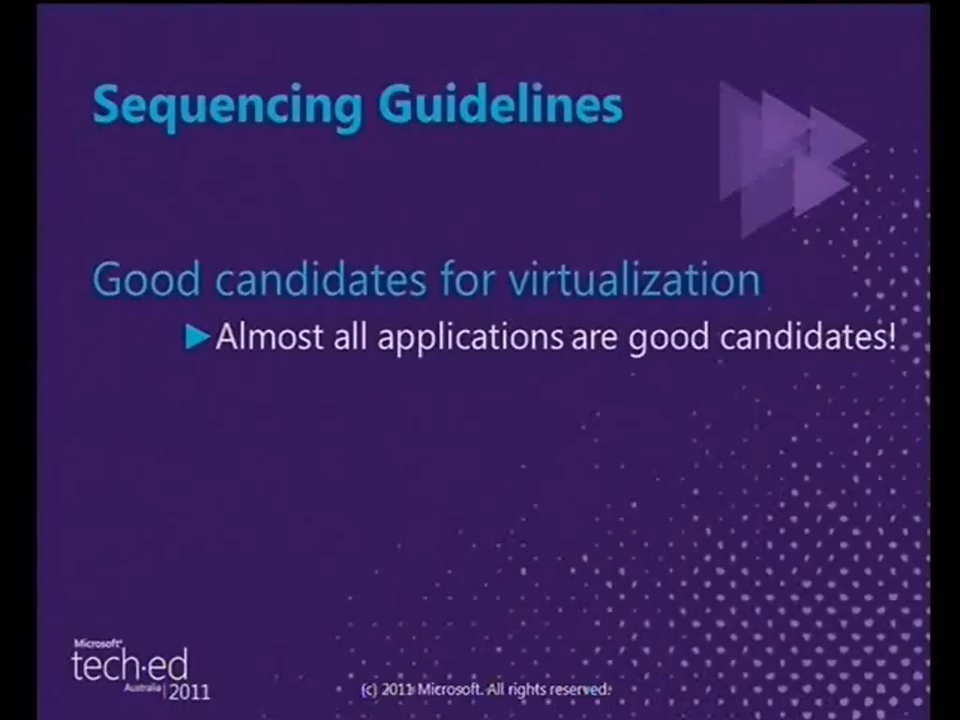 Sequencing Guidelines
Good candidates for virtualization
Almost all applications are good candidates!
Microsoft®
tech·ed
Australia | 2011
(c) 2011 Microsoft. All rights reserved.